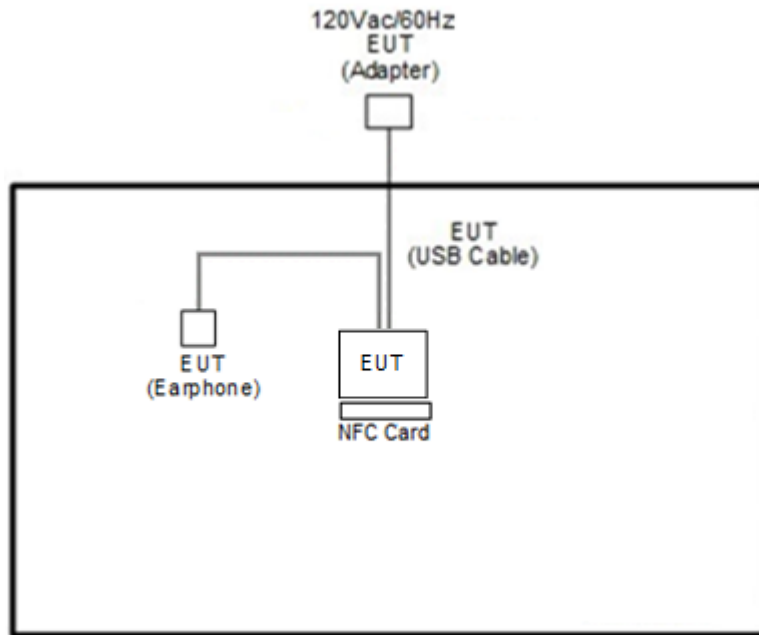 120Vac/60Hz
EUT
(Adapter)
EUT
(USB Cable)
EUT
(Earphone)
EUT
NFC Card